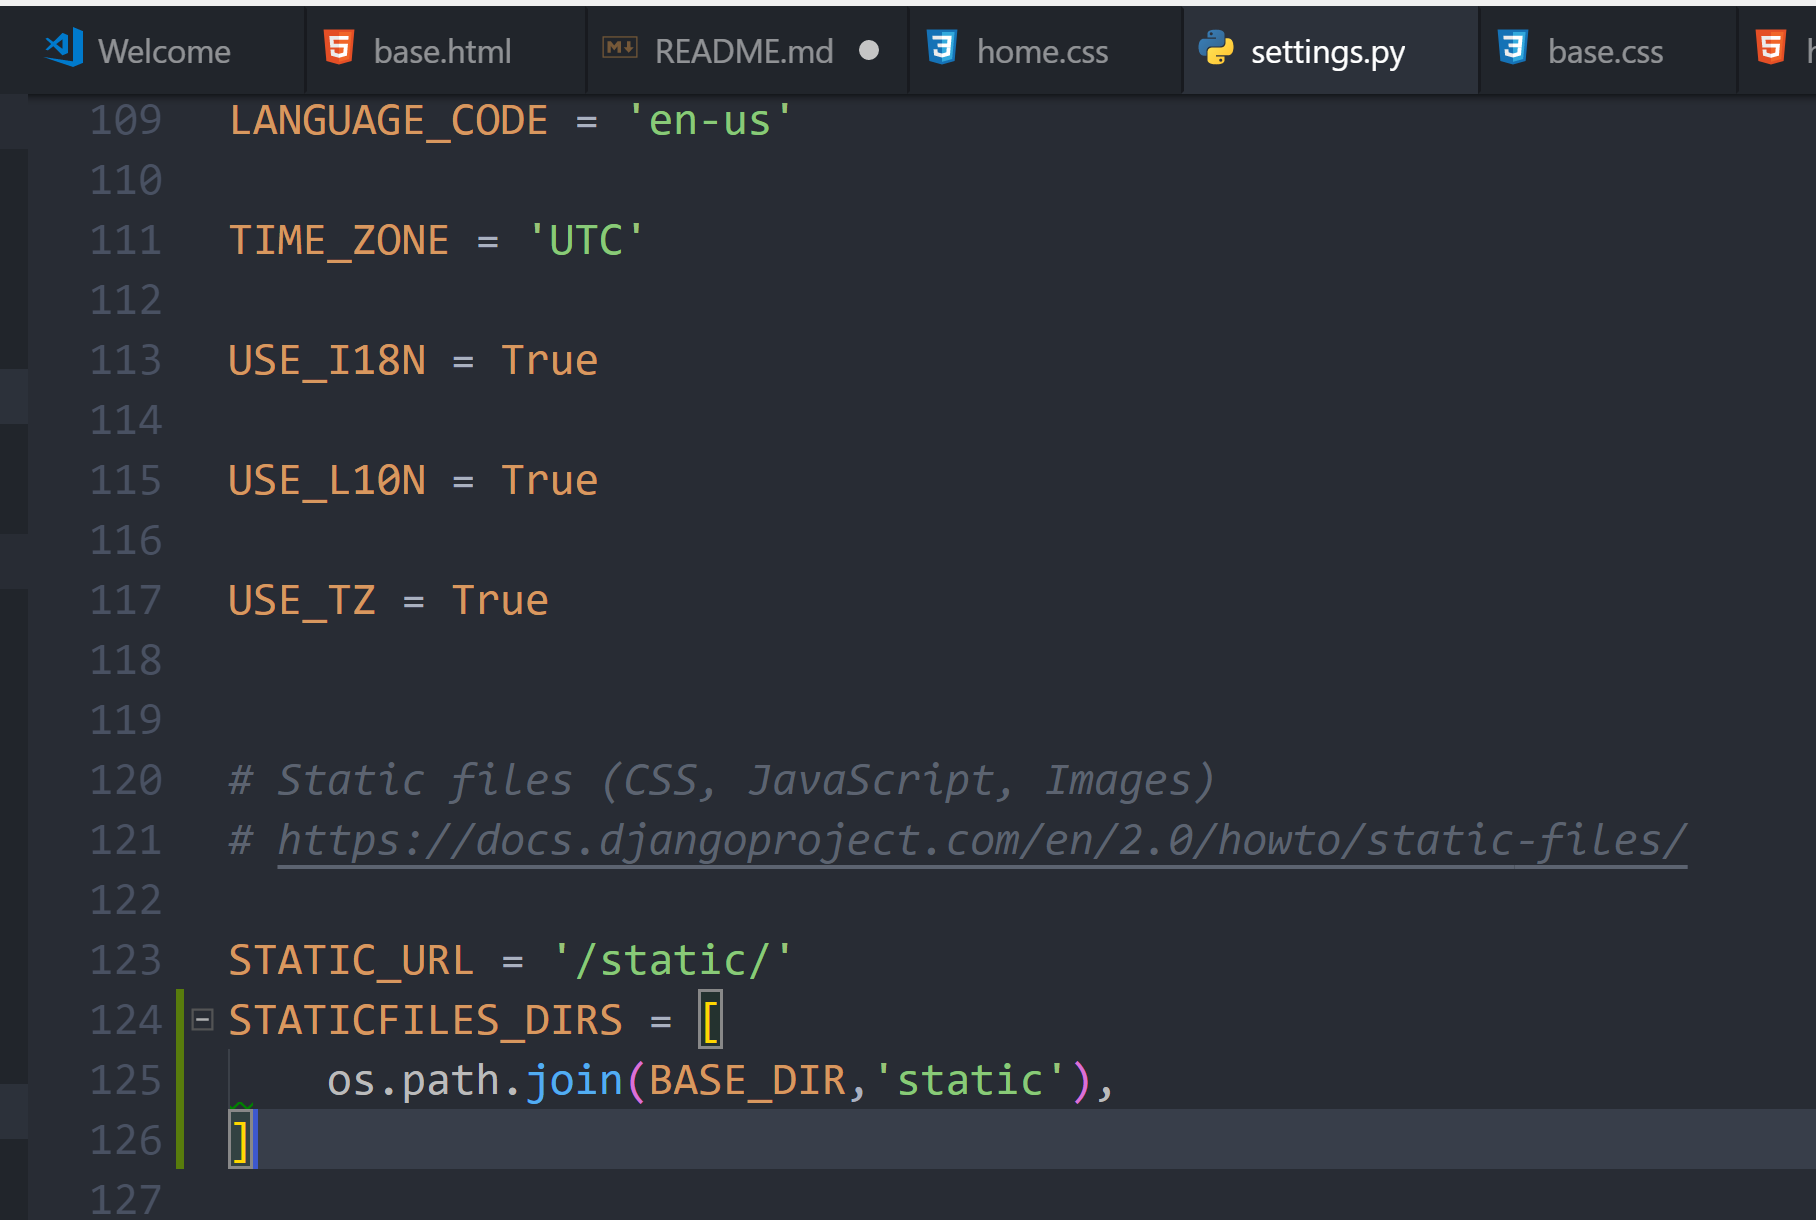 Welcome base.html README.md home.css settings.py base.css
109 LANGUAGE_CODE = 'en-us'
110
111 TIME_ZONE = 'UTC'
112
113 USE_I18N = True
114
115 USE_L10N = True
116
117 USE_TZ = True
118
119
120 # Static files (CSS, JavaScript, Images)
121 # https://docs.djangoproject.com/en/2.0/howto/static-files/
122
123 STATIC_URL = '/static/'
124 STATICFILES_DIRS = [
125     os.path.join(BASE_DIR,'static'),
126 ]
127